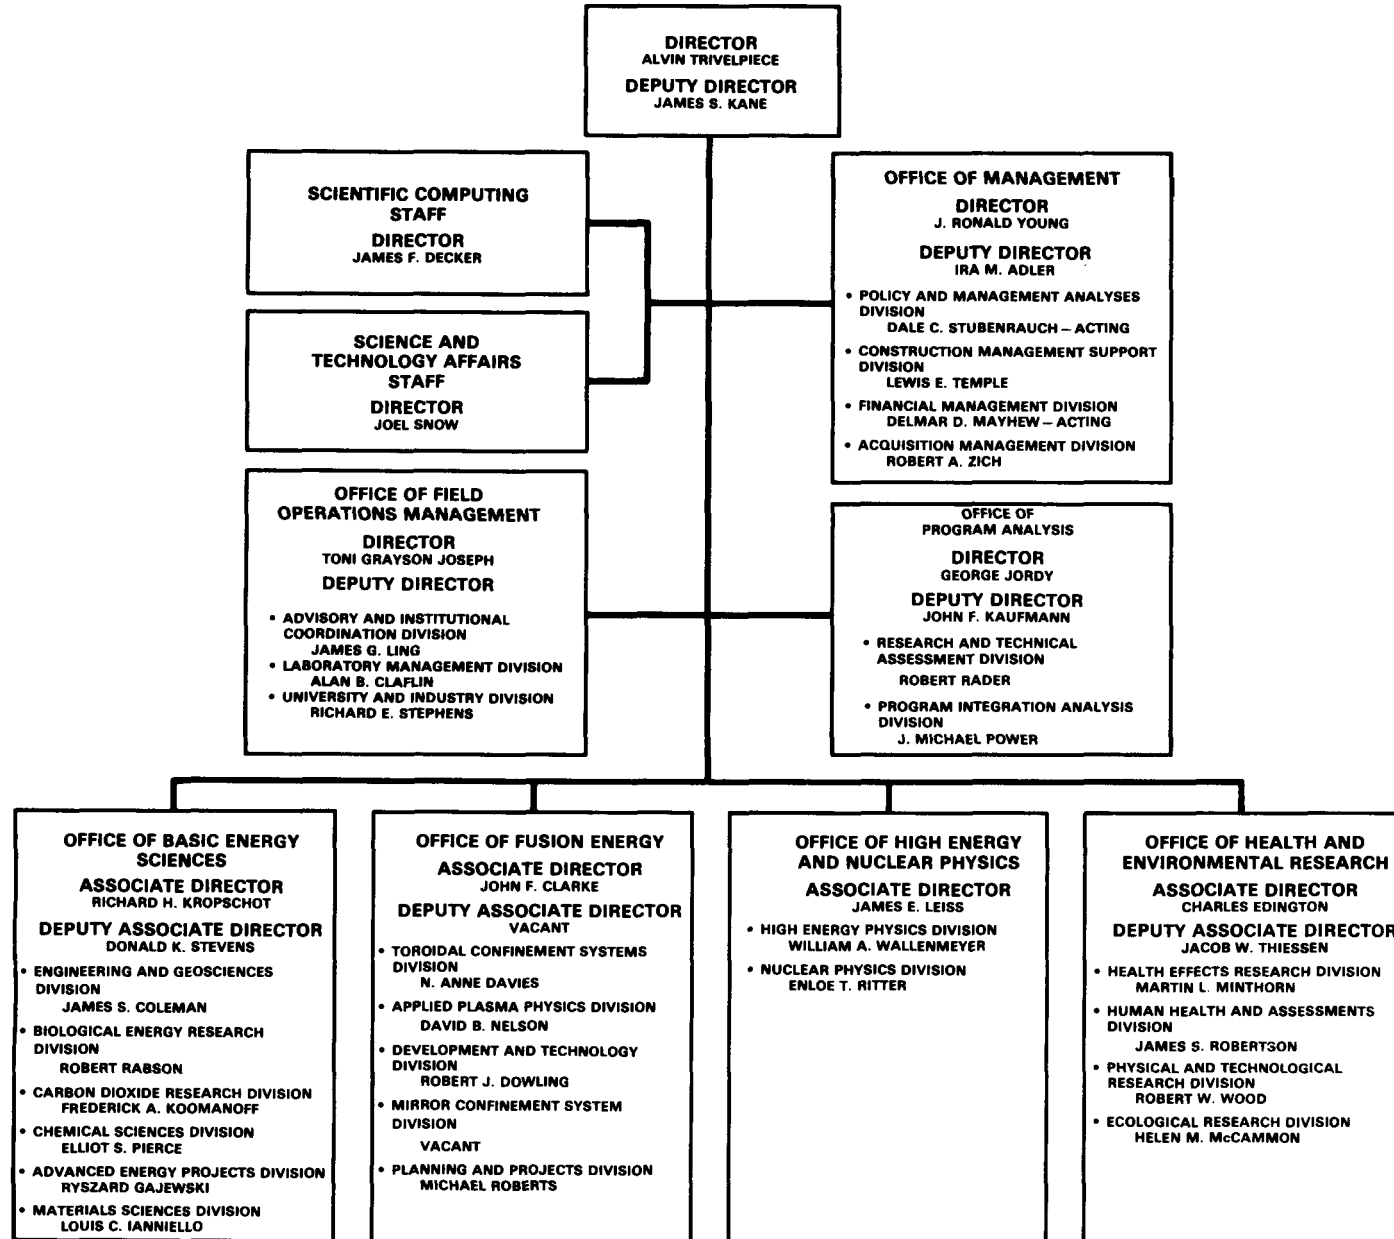 DIRECTOR
ALVIN TRIVELPIECE
DEPUTY DIRECTOR
JAMES S. KANE
SCIENTIFIC COMPUTING
STAFF
DIRECTOR
JAMES F. DECKER
SCIENCE AND
TECHNOLOGY AFFAIRS
STAFF
DIRECTOR
JOEL SNOW
OFFICE OF MANAGEMENT
DIRECTOR
J. RONALD YOUNG
DEPUTY DIRECTOR
IRA M. ADLER
• POLICY AND MANAGEMENT ANALYSES
DIVISION
DALE C. STUBENRAUCH – ACTING
• CONSTRUCTION MANAGEMENT SUPPORT
DIVISION
LEWIS E. TEMPLE
• FINANCIAL MANAGEMENT DIVISION
DELMAR D. MAYHEW – ACTING
• ACQUISITION MANAGEMENT DIVISION
ROBERT A. ZICH
OFFICE OF FIELD
OPERATIONS MANAGEMENT
DIRECTOR
TONI GRAYSON JOSEPH
DEPUTY DIRECTOR
• ADVISORY AND INSTITUTIONAL
COORDINATION DIVISION
JAMES G. LING
• LABORATORY MANAGEMENT DIVISION
ALAN B. CLAFLIN
• UNIVERSITY AND INDUSTRY DIVISION
RICHARD E. STEPHENS
OFFICE OF
PROGRAM ANALYSIS
DIRECTOR
GEORGE JORDY
DEPUTY DIRECTOR
JOHN F. KAUFMANN
• RESEARCH AND TECHNICAL
ASSESSMENT DIVISION
ROBERT RADER
• PROGRAM INTEGRATION ANALYSIS
DIVISION
J. MICHAEL POWER
OFFICE OF BASIC ENERGY
SCIENCES
ASSOCIATE DIRECTOR
RICHARD H. KROPSCHOT
DEPUTY ASSOCIATE DIRECTOR
DONALD K. STEVENS
• ENGINEERING AND GEOSCIENCES
DIVISION
JAMES S. COLEMAN
• BIOLOGICAL ENERGY RESEARCH
DIVISION
ROBERT RABSON
• CARBON DIOXIDE RESEARCH DIVISION
FREDERICK A. KOOMANOFF
• CHEMICAL SCIENCES DIVISION
ELLIOT S. PIERCE
• ADVANCED ENERGY PROJECTS DIVISION
RYSZARD GAJEWSKI
• MATERIALS SCIENCES DIVISION
LOUIS C. IANNIELLO
OFFICE OF FUSION ENERGY
ASSOCIATE DIRECTOR
JOHN F. CLARKE
DEPUTY ASSOCIATE DIRECTOR
VACANT
• TOROIDAL CONFINEMENT SYSTEMS
DIVISION
N. ANNE DAVIES
• APPLIED PLASMA PHYSICS DIVISION
DAVID B. NELSON
• DEVELOPMENT AND TECHNOLOGY
DIVISION
ROBERT J. DOWLING
• MIRROR CONFINEMENT SYSTEM
DIVISION
VACANT
• PLANNING AND PROJECTS DIVISION
MICHAEL ROBERTS
OFFICE OF HIGH ENERGY
AND NUCLEAR PHYSICS
ASSOCIATE DIRECTOR
JAMES E. LEISS
• HIGH ENERGY PHYSICS DIVISION
WILLIAM A. WALLENMEYER
• NUCLEAR PHYSICS DIVISION
ENLOE T. RITTER
OFFICE OF HEALTH AND
ENVIRONMENTAL RESEARCH
ASSOCIATE DIRECTOR
CHARLES EDINGTON
DEPUTY ASSOCIATE DIRECTOR
JACOB W. THIESSEN
• HEALTH EFFECTS RESEARCH DIVISION
MARTIN L. MINTHORN
• HUMAN HEALTH AND ASSESSMENTS
DIVISION
JAMES S. ROBERTSON
• PHYSICAL AND TECHNOLOGICAL
RESEARCH DIVISION
ROBERT W. WOOD
• ECOLOGICAL RESEARCH DIVISION
HELEN M. McCAMMON